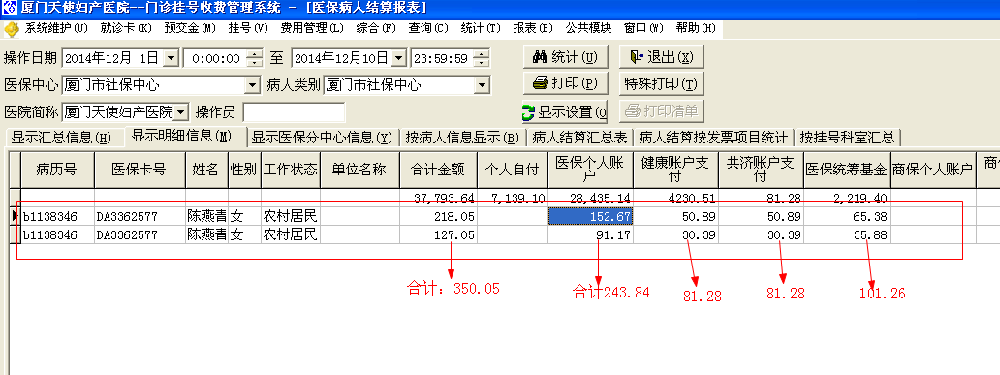 厦门天使妇产医院--门诊挂号收费管理系统 - [医保病人结算报表]
系统维护(U) 就诊卡(K) 预交金(M) 挂号(V) 费用管理(L) 综合(F) 查询(C) 统计(T) 报表(B) 公共模块 窗口(W) 帮助(H)
操作日期 2014年12月 1日 0:00:00 至 2014年12月10日 23:59:59 统计(U) 退出(X)
医保中心 厦门市社保中心 病人类别 厦门市社保中心 打印(P) 特殊打印(T)
医院简称 厦门天使妇产医院 操作员 显示设置(O 打印清单
显示汇总信息(H) 显示明细信息(M) 显示医保分中心信息(Y) 按病人信息显示(B) 病人结算汇总表 病人结算按发票项目统计 按挂号科室汇总
病历号 医保卡号 姓名 性别 工作状态 单位名称 合计金额 个人自付 医保个人账户 健康账户支付 共济账户支付 医保统筹基金 商保个人账户 商
37,793.64 7,139.10 28,435.14 4230.51 81.28 2,219.40
b1138346 DA3362577 陈燕青 女 农村居民 218.05 152.67 50.89 50.89 65.38
b1138346 DA3362577 陈燕青 女 农村居民 127.05 91.17 30.39 30.39 35.88
合计：350.05 合计243.84 81.28 81.28 101.26